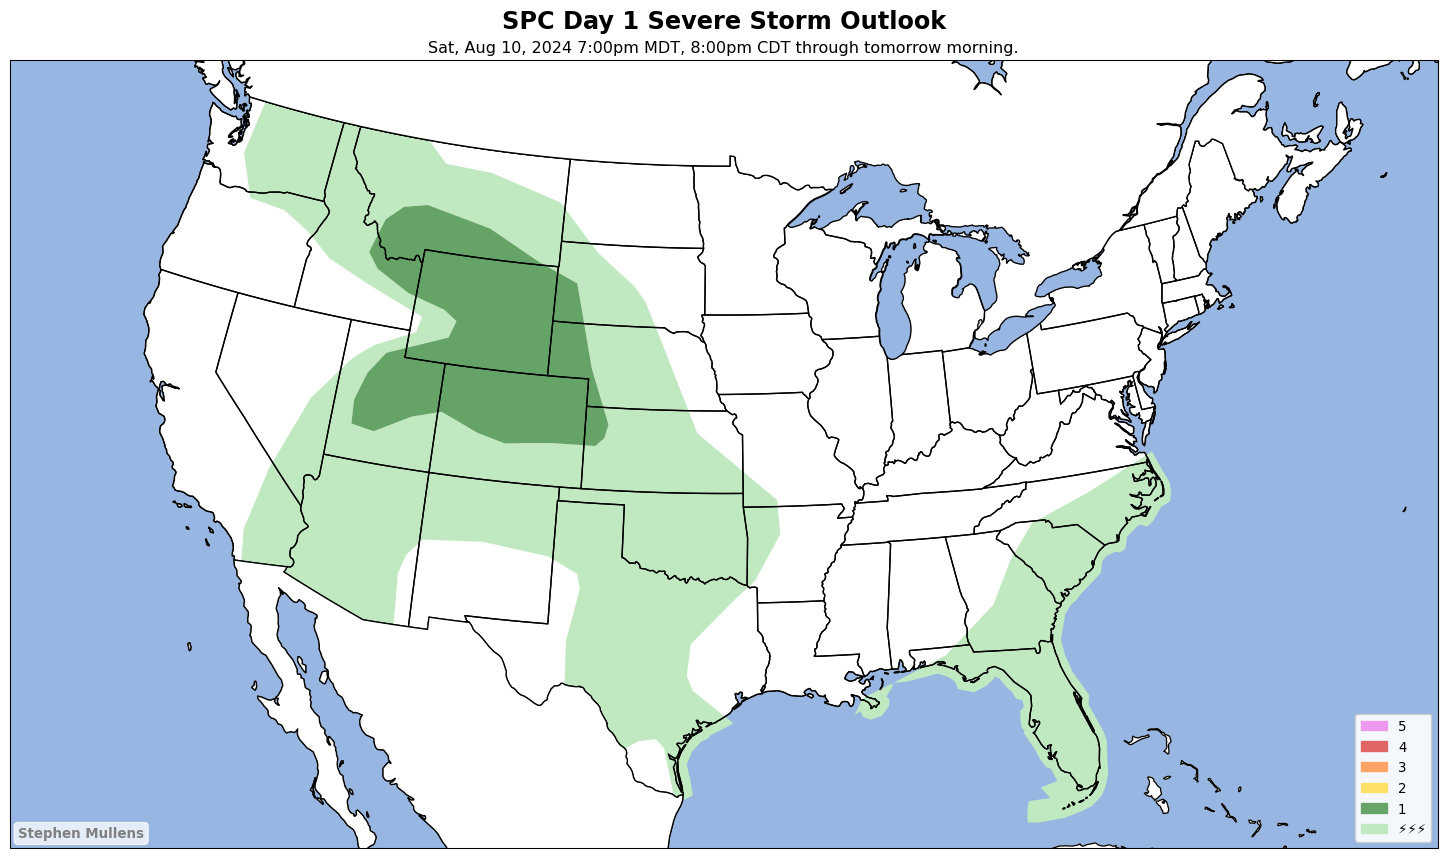 SPC Day 1 Severe Storm Outlook
Sat, Aug 10, 2024 7:00pm MDT, 8:00pm CDT through tomorrow morning.
5
4
3
2
1
⚡⚡⚡
Stephen Mullens